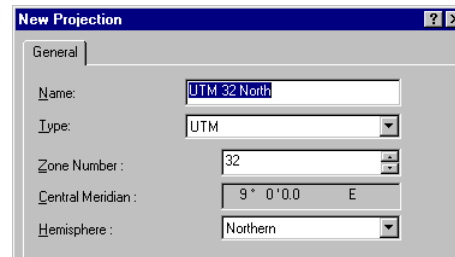 New Projection
General
Name: UTM 32 North
Type: UTM
Zone Number : 32
Central Meridian : 9 ° 0 ' 0.0 E
Hemisphere : Northern